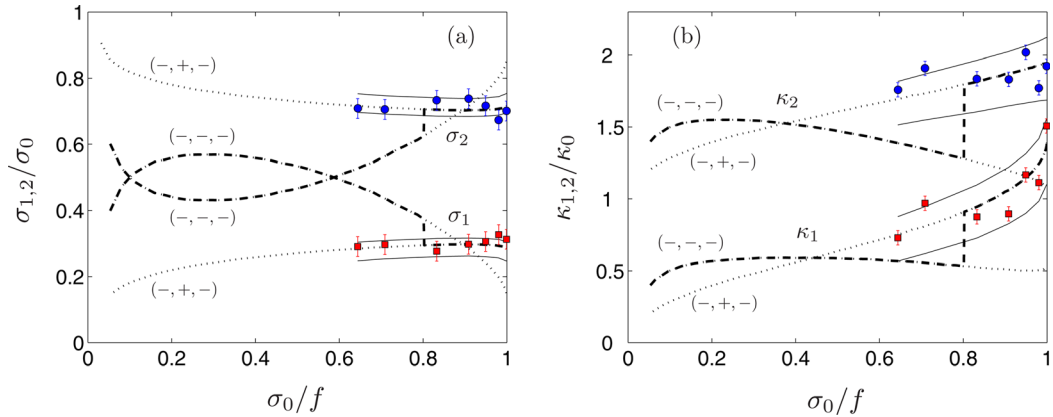 (a)
σ₁,₂/σ₀
1
0.8
0.6
0.4
0.2
0
(−, +, −)
(−, −, −)
(−, −, −)
(−, +, −)
σ₂
σ₁
0 0.2 0.4 0.6 0.8 1
σ₀/f
(b)
κ₁,₂/κ₀
2
1.5
1
0.5
0
(−, −, −)
κ₂
(−, +, −)
(−, −, −)
κ₁
(−, +, −)
0 0.2 0.4 0.6 0.8 1
σ₀/f